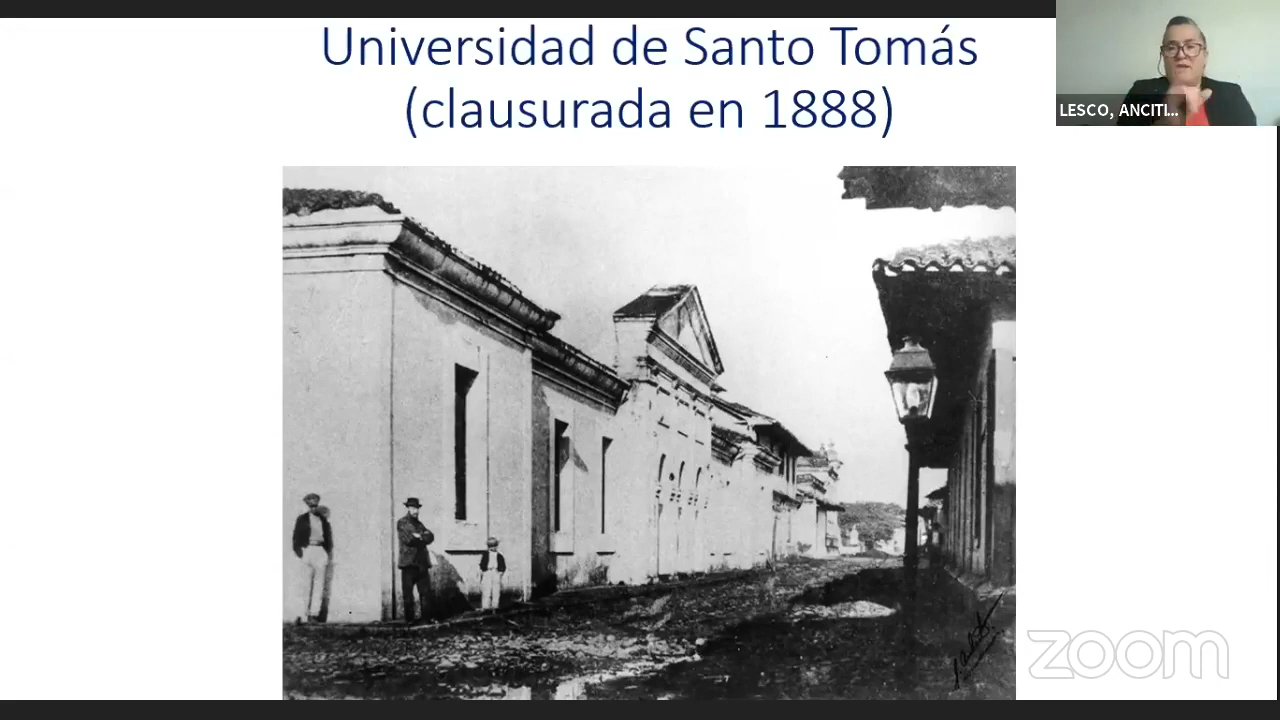 Universidad de Santo Tomás
(clausurada en 1888)
LESCO, ANCITI...
zoom